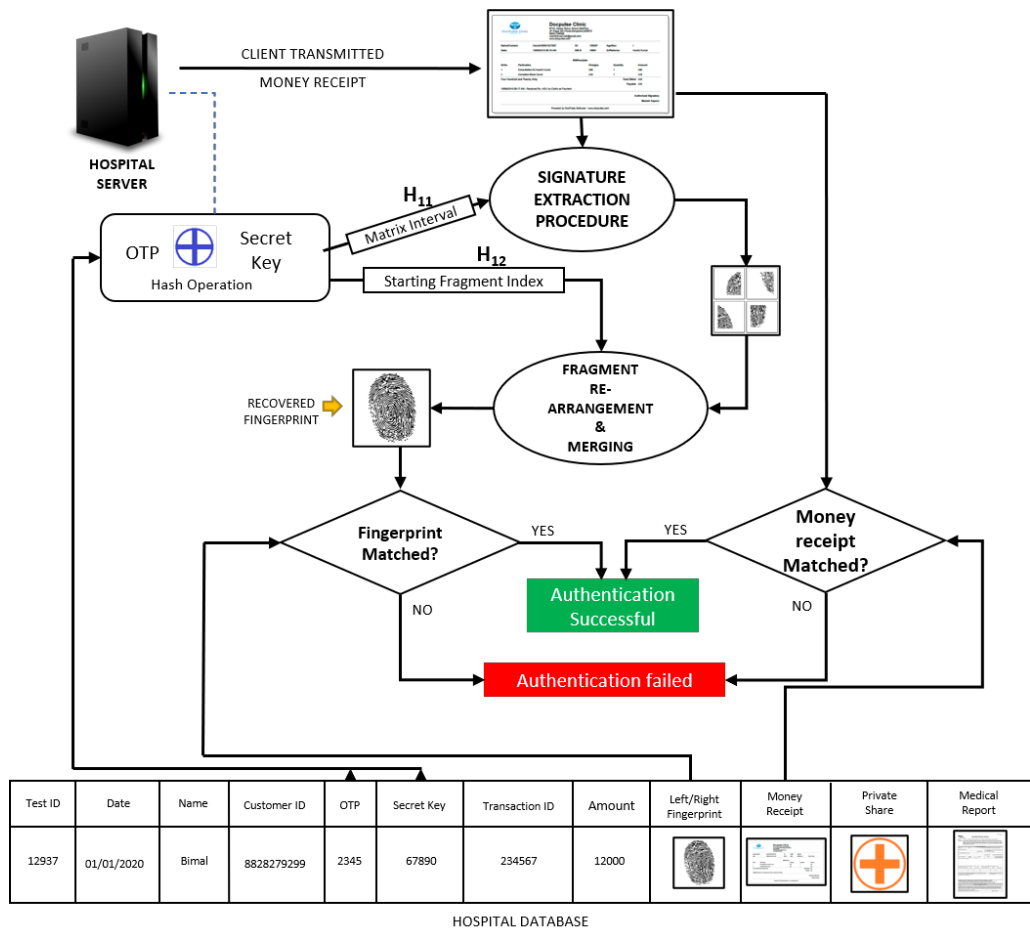 CLIENT TRANSMITTED
MONEY RECEIPT
Docpulse Clinic
HOSPITAL
SERVER
SIGNATURE
EXTRACTION
PROCEDURE
H11
Matrix Interval
OTP
Secret
Key
Hash Operation
H12
Starting Fragment Index
FRAGMENT
RE-
ARRANGEMENT
&
MERGING
RECOVERED
FINGERPRINT
Fingerprint
Matched?
YES
NO
Money
receipt
Matched?
YES
NO
Authentication
Successful
Authentication failed
Test ID
Date
Name
Customer ID
OTP
Secret Key
Transaction ID
Amount
Left/Right
Fingerprint
Money
Receipt
Private
Share
Medical
Report
12937
01/01/2020
Bimal
8828279299
2345
67890
234567
12000
HOSPITAL DATABASE